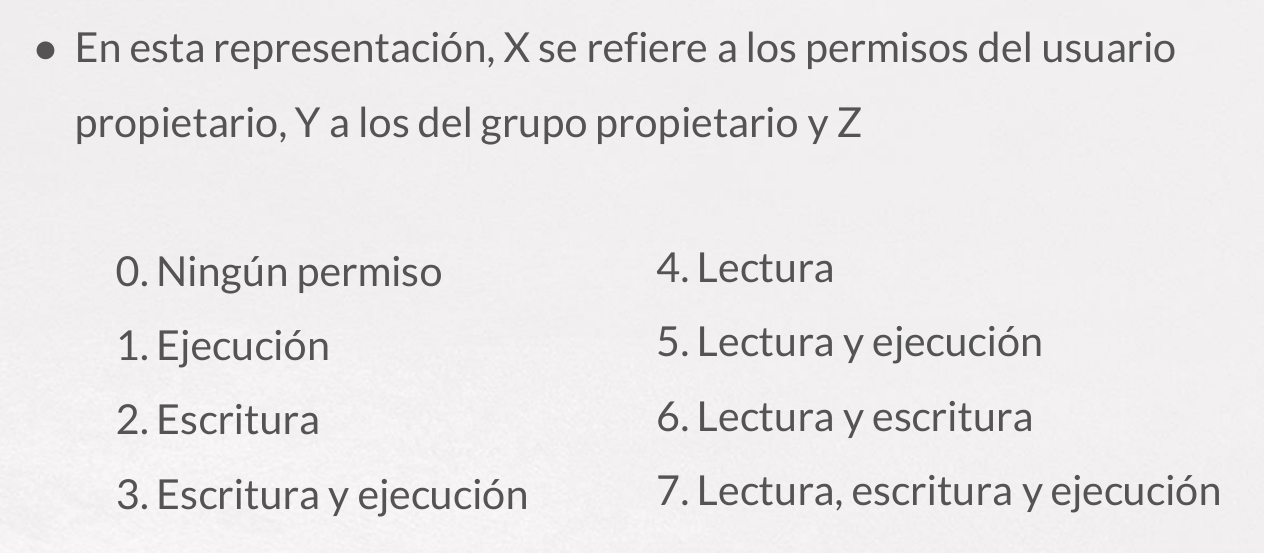 • En esta representación, X se refiere a los permisos del usuario
propietario, Y a los del grupo propietario y Z
0. Ningún permiso
1. Ejecución
2. Escritura
3. Escritura y ejecución
4. Lectura
5. Lectura y ejecución
6. Lectura y escritura
7. Lectura, escritura y ejecución